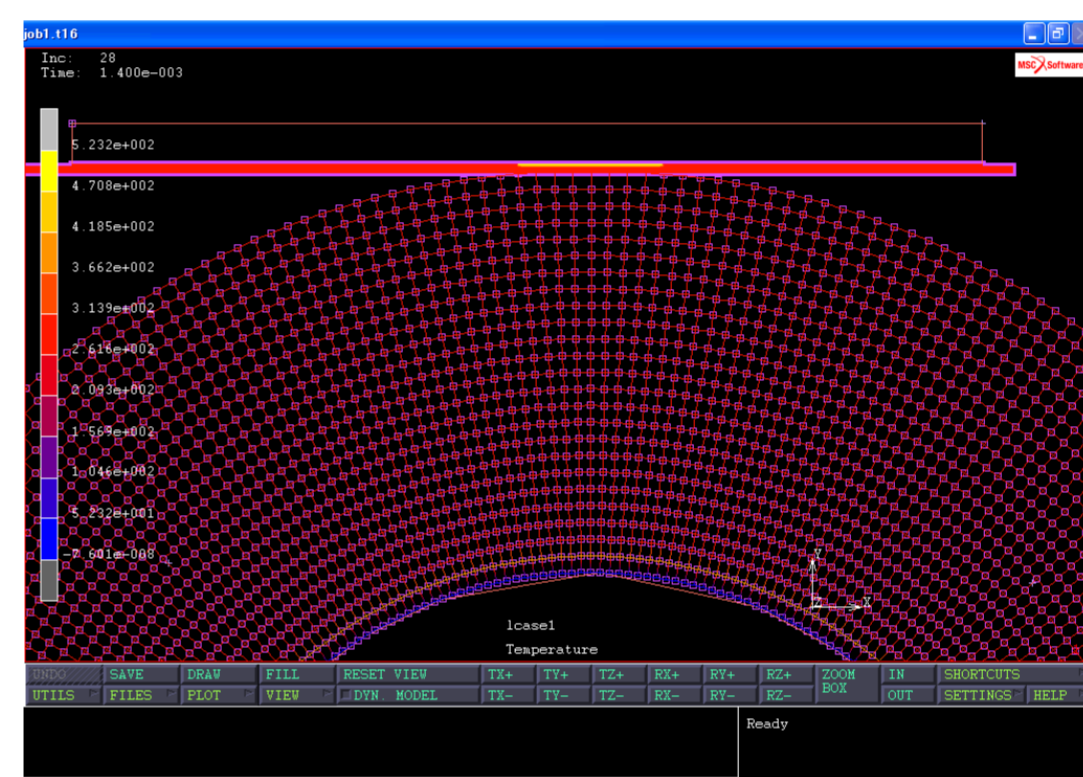 job1.t16
Inc: 28
Time: 1.400e-003
MSC Software
5.232e+002
4.708e+002
4.185e+002
3.662e+002
3.139e+002
2.616e+002
2.093e+002
1.569e+002
1.046e+002
5.232e+001
-7.601e-008
Y
Z X
lcase1
Temperature
UNDO SAVE DRAW FILL RESET VIEW TX+ TY+ TZ+ RX+ RY+ RZ+ ZOOM BOX IN SHORTCUTS
UTILS FILES PLOT VIEW DYN. MODEL TX- TY- TZ- RX- RY- RZ- OUT SETTINGS HELP
Ready